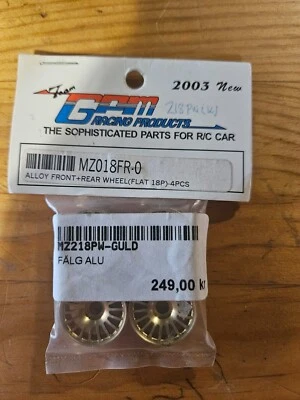 2003 New
GPM
RACING PRODUCTS
THE SOPHISTICATED PARTS FOR R/C CAR
MZ018FR-0
ALLOY FRONT+REAR WHEEL(FLAT 18P)-4PCS
MZ218PW-GULD
FÄLG ALU
249,00 kr